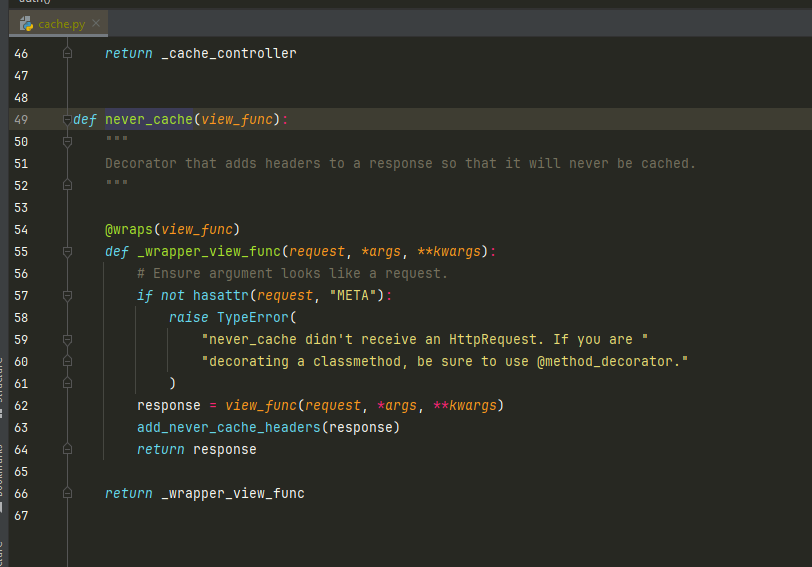 cache.py
46 return _cache_controller
47
48
49 def never_cache(view_func):
50 """
51 Decorator that adds headers to a response so that it will never be cached.
52 """
53
54 @wraps(view_func)
55 def _wrapper_view_func(request, *args, **kwargs):
56 # Ensure argument looks like a request.
57 if not hasattr(request, "META"):
58 raise TypeError(
59 "never_cache didn't receive an HttpRequest. If you are "
60 "decorating a classmethod, be sure to use @method_decorator."
61 )
62 response = view_func(request, *args, **kwargs)
63 add_never_cache_headers(response)
64 return response
65
66 return _wrapper_view_func
67